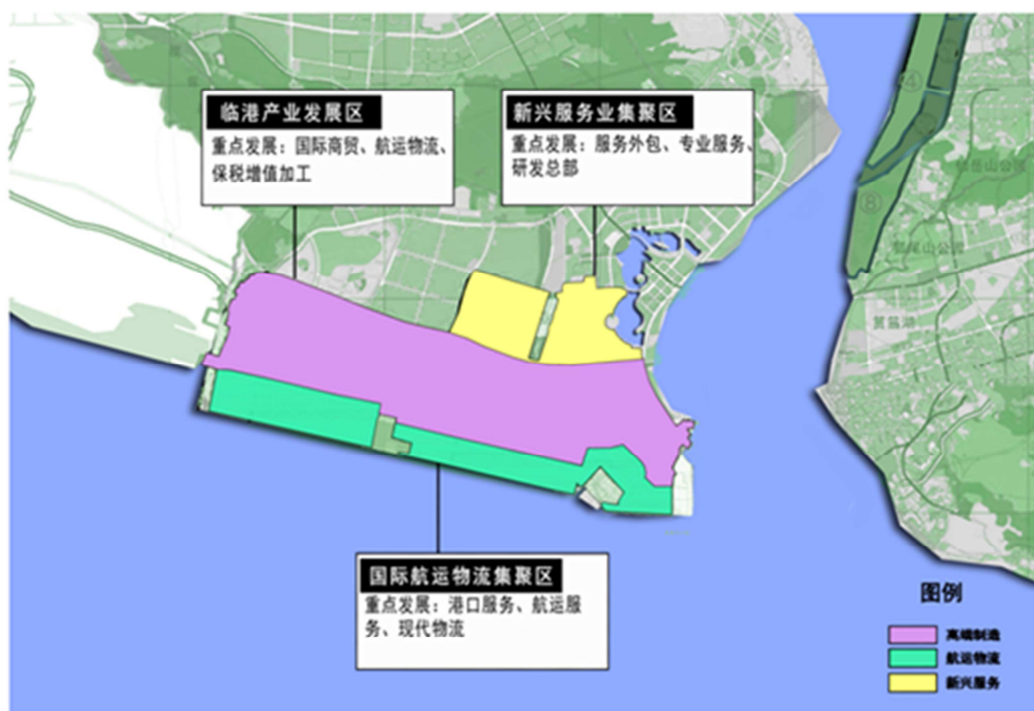 临港产业发展区
重点发展：国际商贸、航运物流、
保税增值加工
新兴服务业集聚区
重点发展：服务外包、专业服务、
研发总部
国际航运物流集聚区
重点发展：港口服务、航运服
务、现代物流
图例
高端制造
航运物流
新兴服务
⑧
筼筜湖